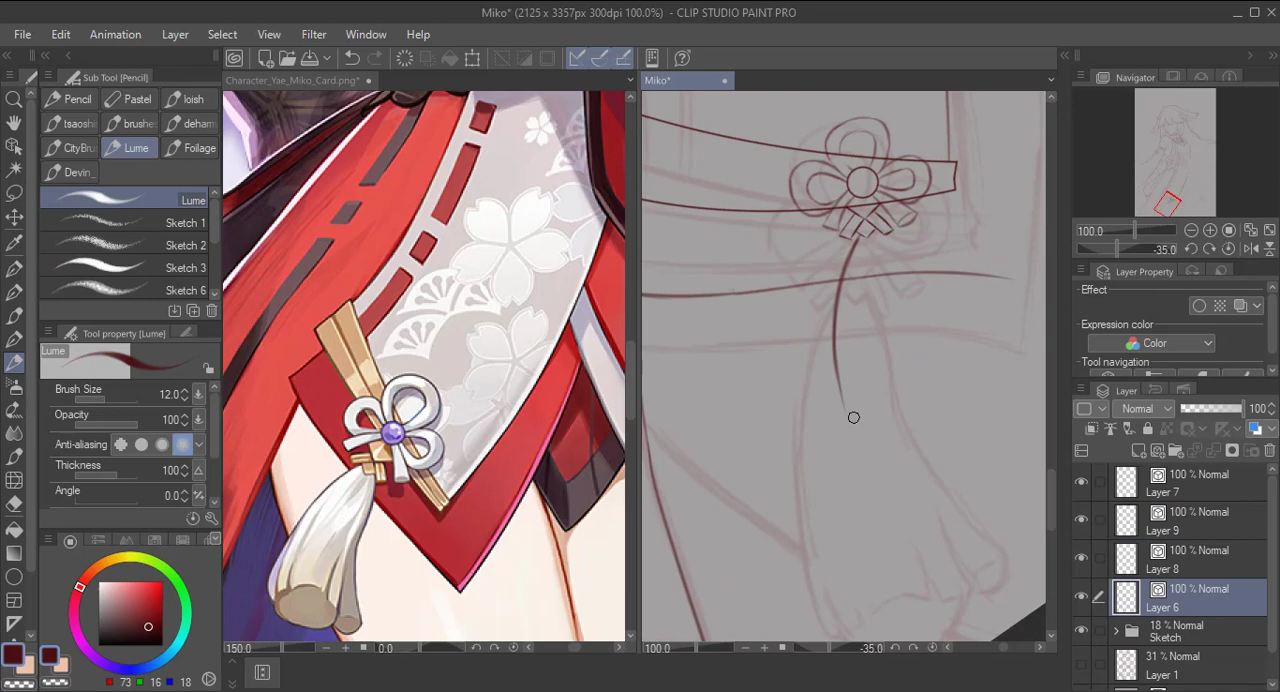 Miko* (2125 x 3357px 300dpi 100.0%) - CLIP STUDIO PAINT PRO
File Edit Animation Layer Select View Filter Window Help
Sub Tool [Pencil]
Character_Yae_Miko_Card.png*
Miko*
Navigator
Pencil Pastel loish
tsaoshi brushe deham
CityBru Lume Foilage
Devin_
Lume
Sketch 1
Sketch 2
Sketch 3
Sketch 6
100.0
-35.0
Layer Property
Effect
Expression color
Color
Tool navigation
Tool property [Lume]
Lume
Brush Size 12.0
Opacity 100
Anti-aliasing
Thickness 100
Angle 0.0
Layer
Normal 100
100 % Normal
Layer 7
100 % Normal
Layer 9
100 % Normal
Layer 8
100 % Normal
Layer 6
18 % Normal
Sketch
31 % Normal
Layer 1
150.0 0.0
100.0 -35.0
73 16 18